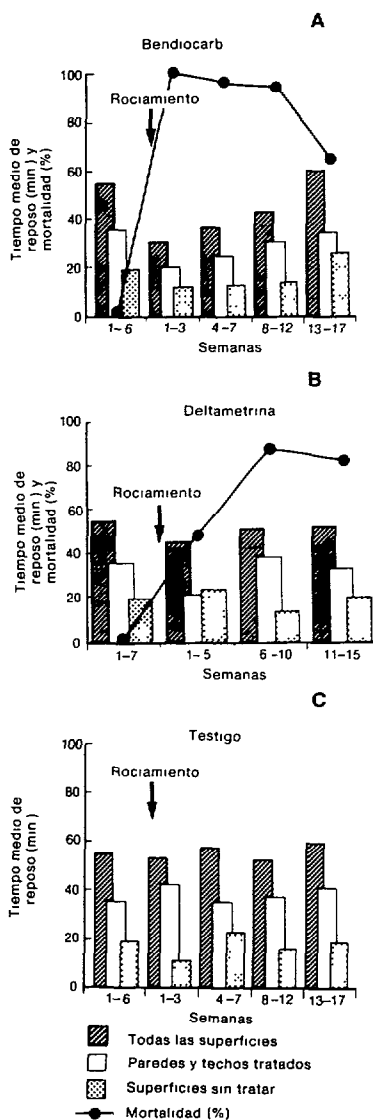 A
Bendiocarb
Rociamiento
Tiempo medio de
reposo (min) y
mortalidad (%)
100
80
60
40
20
0
1-6 1-3 4-7 8-12 13-17
Semanas
B
Deltametrina
Rociamiento
Tiempo medio de
reposo (min) y
mortalidad (%)
100
80
60
40
20
0
1-7 1-5 6-10 11-15
Semanas
C
Testigo
Rociamiento
Tiempo medio de
reposo (min)
100
80
60
40
20
0
1-6 1-3 4-7 8-12 13-17
Semanas
Todas las superficies
Paredes y techos tratados
Superficies sin tratar
Mortalidad (%)